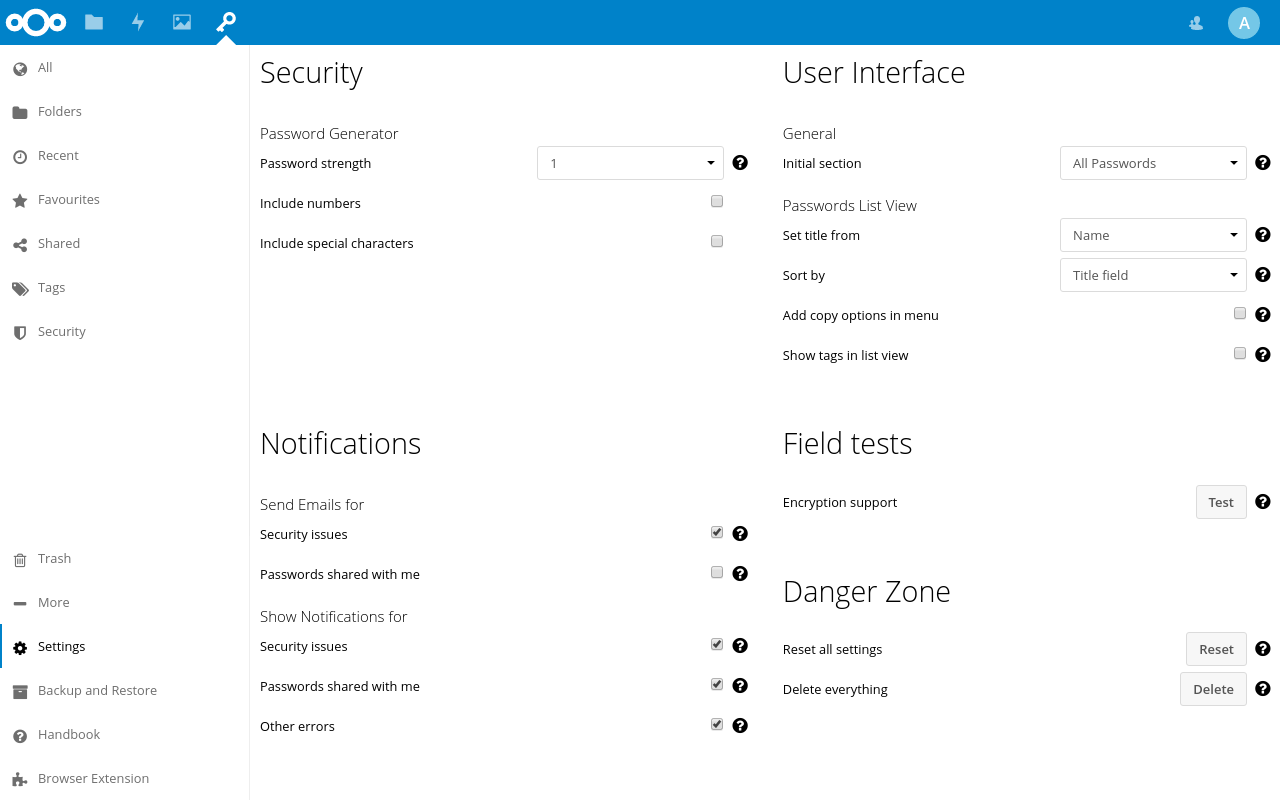 A
All
Folders
Recent
Favourites
Shared
Tags
Security
Trash
More
Settings
Backup and Restore
Handbook
Browser Extension
Security
Password Generator
Password strength
1
Include numbers
Include special characters
User Interface
General
Initial section
All Passwords
Passwords List View
Set title from
Name
Sort by
Title field
Add copy options in menu
Show tags in list view
Notifications
Send Emails for
Security issues
Passwords shared with me
Show Notifications for
Security issues
Passwords shared with me
Other errors
Field tests
Encryption support
Test
Danger Zone
Reset all settings
Reset
Delete everything
Delete